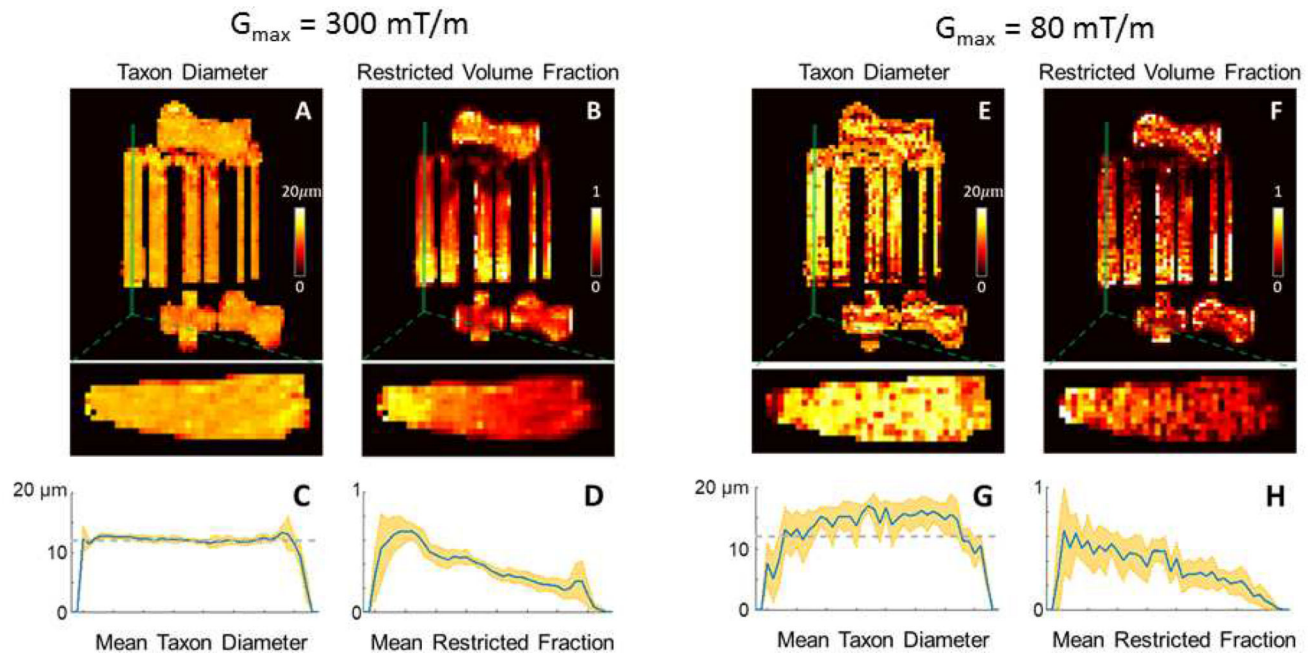 G_max = 300 mT/m
G_max = 80 mT/m
Taxon Diameter
Restricted Volume Fraction
Taxon Diameter
Restricted Volume Fraction
A
B
E
F
20μm
0
1
0
20μm
0
1
0
20 μm
10
0
C
Mean Taxon Diameter
1
0
D
Mean Restricted Fraction
20 μm
10
0
G
Mean Taxon Diameter
1
0
H
Mean Restricted Fraction